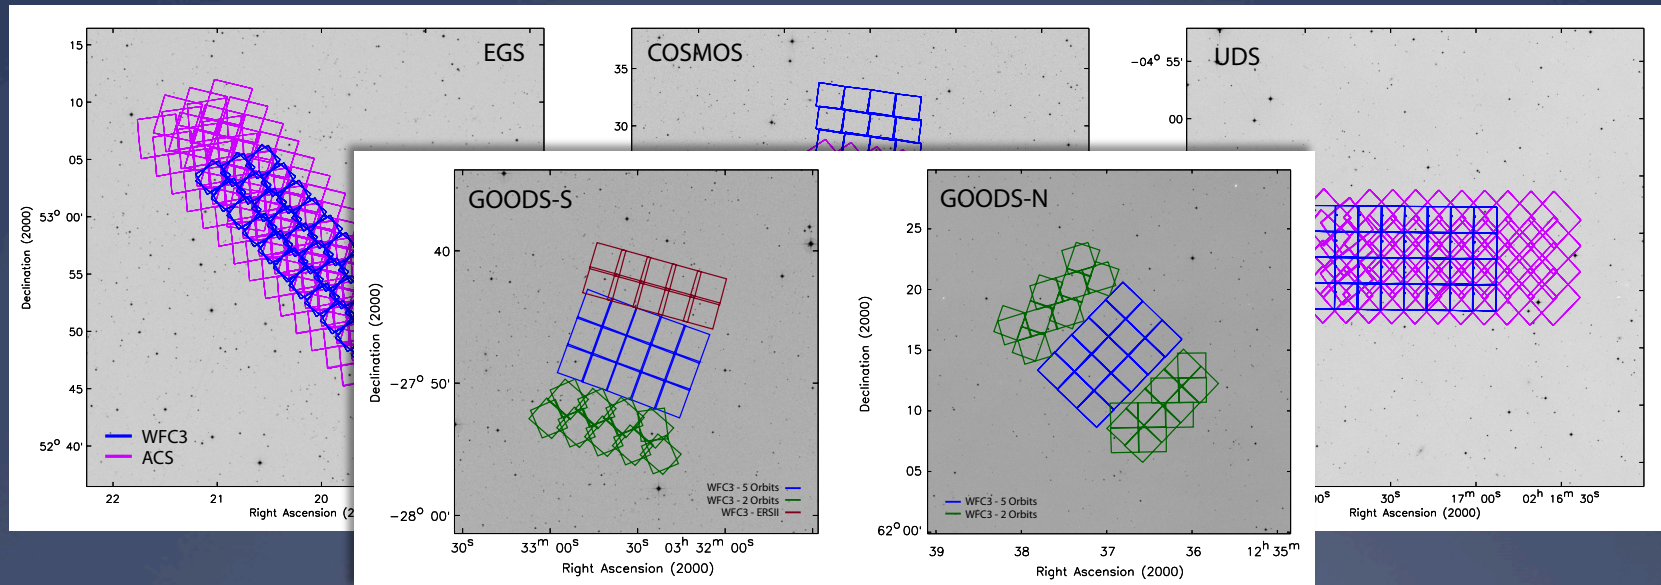 EGS
15
10
05
53° 00'
55
50
45
52° 40'
Declination (2000)
WFC3
ACS
22
21
20
Right Ascension (2
COSMOS
35
30
UDS
-04° 55'
00
30ˢ
17ᵐ 00ˢ
02ʰ 16ᵐ 30ˢ
Right Ascension (2000)
GOODS-S
40
-27° 50'
-28° 00'
Declination (2000)
WFC3 - 5 Orbits
WFC3 - 2 Orbits
WFC3 - ERSII
30ˢ
33ᵐ 00ˢ
30ˢ
03ʰ 32ᵐ 00ˢ
Right Ascension (2000)
GOODS-N
25
20
15
10
05
62° 00'
Declination (2000)
WFC3 - 5 Orbits
WFC3 - 2 Orbits
39
38
37
36
12ʰ 35ᵐ
Right Ascension (2000)